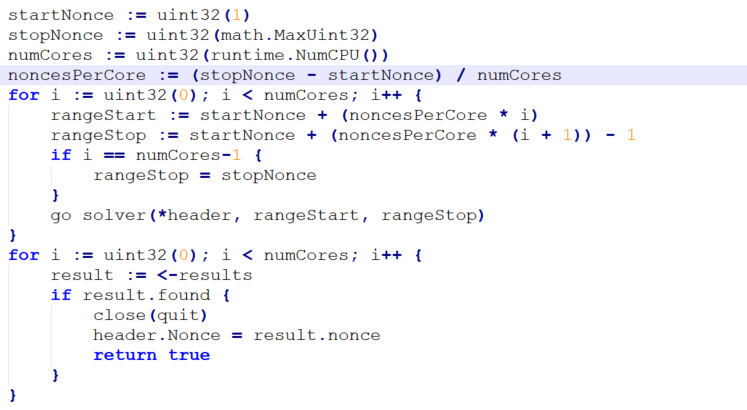 startNonce := uint32(1)
stopNonce := uint32(math.MaxUint32)
numCores := uint32(runtime.NumCPU())
noncesPerCore := (stopNonce - startNonce) / numCores
for i := uint32(0); i < numCores; i++ {
    rangeStart := startNonce + (noncesPerCore * i)
    rangeStop := startNonce + (noncesPerCore * (i + 1)) - 1
    if i == numCores-1 {
        rangeStop = stopNonce
    }
    go solver(*header, rangeStart, rangeStop)
}
for i := uint32(0); i < numCores; i++ {
    result := <-results
    if result.found {
        close(quit)
        header.Nonce = result.nonce
        return true
    }
}